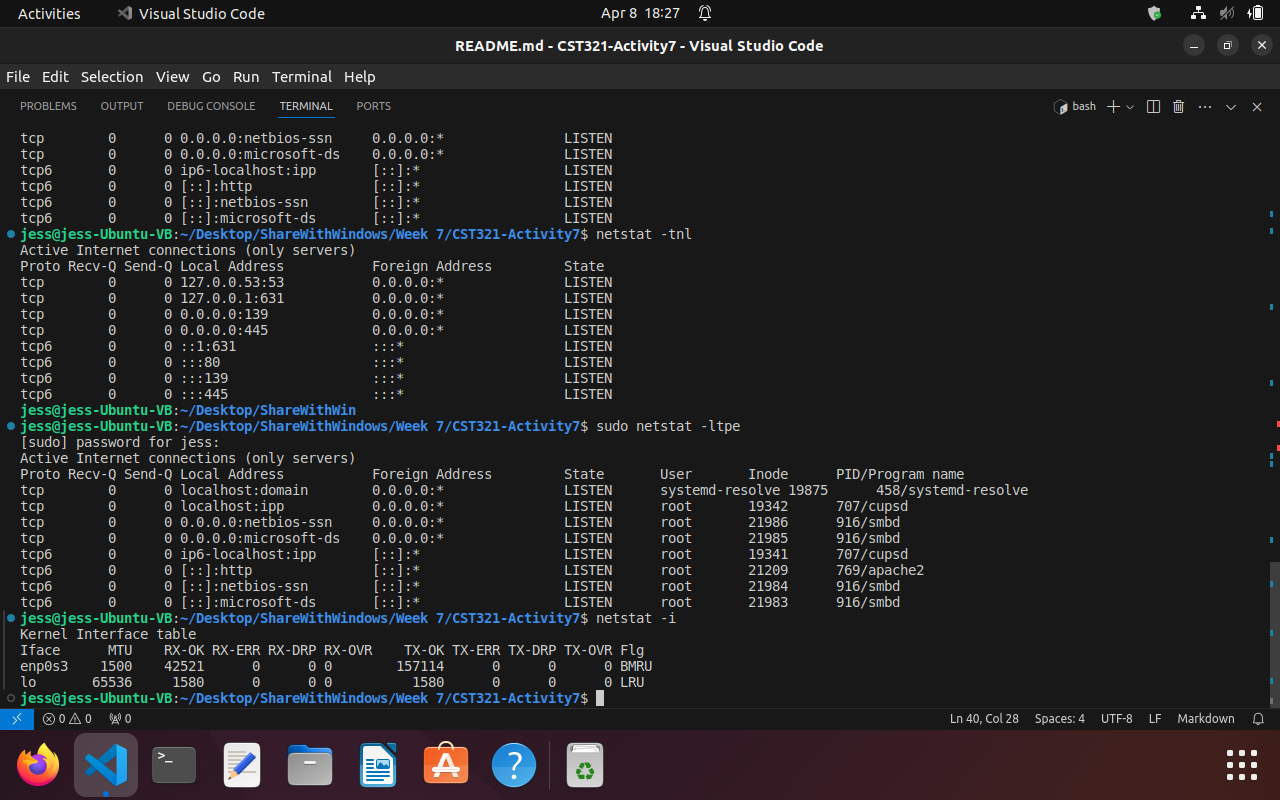 Activities Visual Studio Code Apr 8 18:27
README.md - CST321-Activity7 - Visual Studio Code
File Edit Selection View Go Run Terminal Help
PROBLEMS OUTPUT DEBUG CONSOLE TERMINAL PORTS bash
tcp 0 0 0.0.0.0:netbios-ssn 0.0.0.0:* LISTEN
tcp 0 0 0.0.0.0:microsoft-ds 0.0.0.0:* LISTEN
tcp6 0 0 ip6-localhost:ipp [::]:* LISTEN
tcp6 0 0 [::]:http [::]:* LISTEN
tcp6 0 0 [::]:netbios-ssn [::]:* LISTEN
tcp6 0 0 [::]:microsoft-ds [::]:* LISTEN
jess@jess-Ubuntu-VB:~/Desktop/ShareWithWindows/Week 7/CST321-Activity7$ netstat -tnl
Active Internet connections (only servers)
Proto Recv-Q Send-Q Local Address Foreign Address State
tcp 0 0 127.0.0.53:53 0.0.0.0:* LISTEN
tcp 0 0 127.0.0.1:631 0.0.0.0:* LISTEN
tcp 0 0 0.0.0.0:139 0.0.0.0:* LISTEN
tcp 0 0 0.0.0.0:445 0.0.0.0:* LISTEN
tcp6 0 0 ::1:631 :::* LISTEN
tcp6 0 0 :::80 :::* LISTEN
tcp6 0 0 :::139 :::* LISTEN
tcp6 0 0 :::445 :::* LISTEN
jess@jess-Ubuntu-VB:~/Desktop/ShareWithWin
jess@jess-Ubuntu-VB:~/Desktop/ShareWithWindows/Week 7/CST321-Activity7$ sudo netstat -ltpe
[sudo] password for jess:
Active Internet connections (only servers)
Proto Recv-Q Send-Q Local Address Foreign Address State User Inode PID/Program name
tcp 0 0 localhost:domain 0.0.0.0:* LISTEN systemd-resolve 19875 458/systemd-resolve
tcp 0 0 localhost:ipp 0.0.0.0:* LISTEN root 19342 707/cupsd
tcp 0 0 0.0.0.0:netbios-ssn 0.0.0.0:* LISTEN root 21986 916/smbd
tcp 0 0 0.0.0.0:microsoft-ds 0.0.0.0:* LISTEN root 21985 916/smbd
tcp6 0 0 ip6-localhost:ipp [::]:* LISTEN root 19341 707/cupsd
tcp6 0 0 [::]:http [::]:* LISTEN root 21209 769/apache2
tcp6 0 0 [::]:netbios-ssn [::]:* LISTEN root 21984 916/smbd
tcp6 0 0 [::]:microsoft-ds [::]:* LISTEN root 21983 916/smbd
jess@jess-Ubuntu-VB:~/Desktop/ShareWithWindows/Week 7/CST321-Activity7$ netstat -i
Kernel Interface table
Iface MTU RX-OK RX-ERR RX-DRP RX-OVR TX-OK TX-ERR TX-DRP TX-OVR Flg
enp0s3 1500 42521 0 0 0 157114 0 0 0 BMRU
lo 65536 1580 0 0 0 1580 0 0 0 LRU
jess@jess-Ubuntu-VB:~/Desktop/ShareWithWindows/Week 7/CST321-Activity7$
0 0 0 Ln 40, Col 28 Spaces: 4 UTF-8 LF Markdown